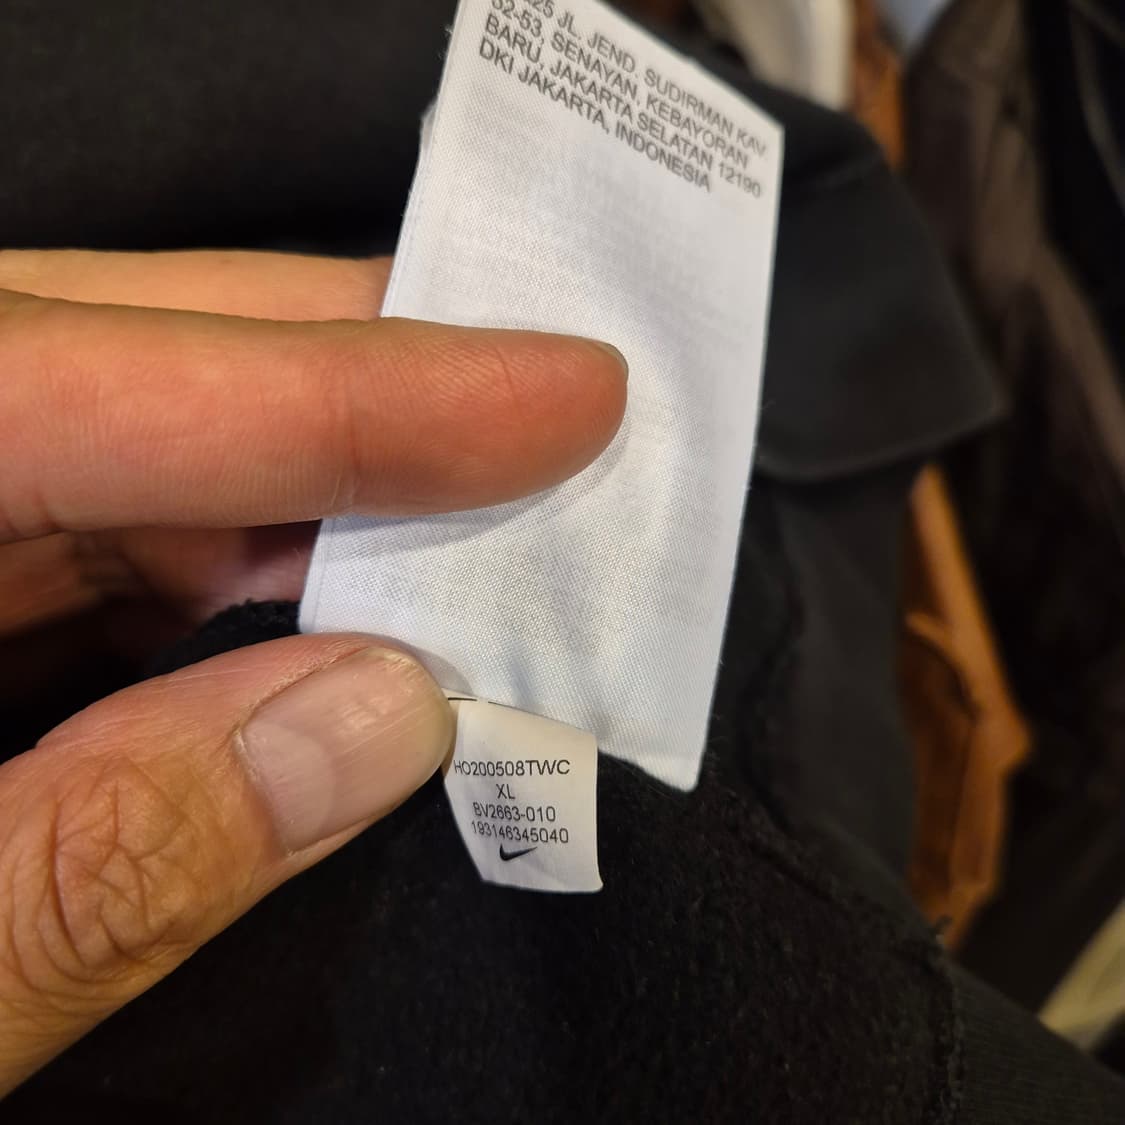 JL. JEND. SUDIRMAN KAV
52-53, SENAYAN, KEBAYORAN
BARU, JAKARTA SELATAN 12190
DKI JAKARTA, INDONESIA
HO200508TWC
XL
BV2663-010
193146345040